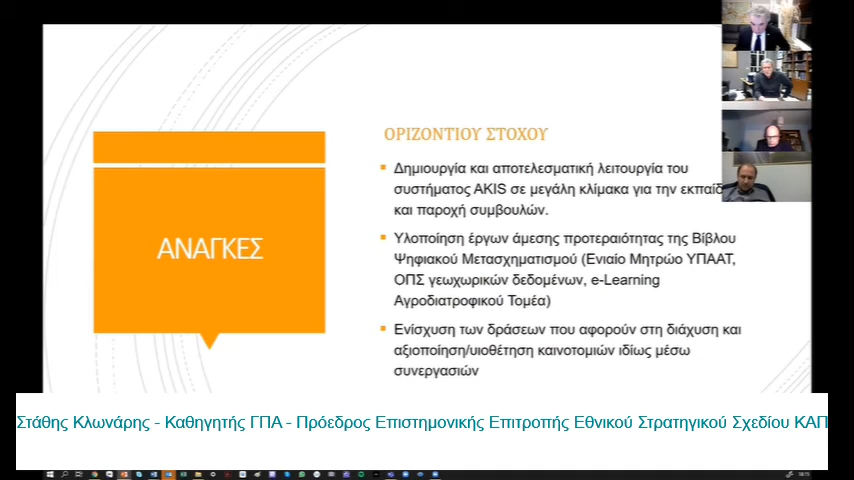 ΟΡΙΖΟΝΤΙΟΥ ΣΤΟΧΟΥ
ΑΝΑΓΚΕΣ
Δημιουργία και αποτελεσματική λειτουργία του
συστήματος AKIS σε μεγάλη κλίμακα για την
και παροχή συμβουλών.
Υλοποίηση έργων άμεσης προτεραιότητας της Βίβλου
Ψηφιακού Μετασχηματισμού (Ενιαίο Μητρώο ΥΠΑΑΤ,
ΟΠΣ γεωχωρικών δεδομένων, e-Learning
Αγροδιατροφικού Τομέα)
Ενίσχυση των δράσεων που αφορούν στη διάχυση και
αξιοποίηση/υιοθέτηση καινοτομιών ιδίως μέσω
συνεργασιών
Στάθης Κλωνάρης - Καθηγητής ΓΠΑ - Πρόεδρος Επιστημονικής Επιτροπής Εθνικού Στρατηγικού Σχεδίου ΚΑΠ